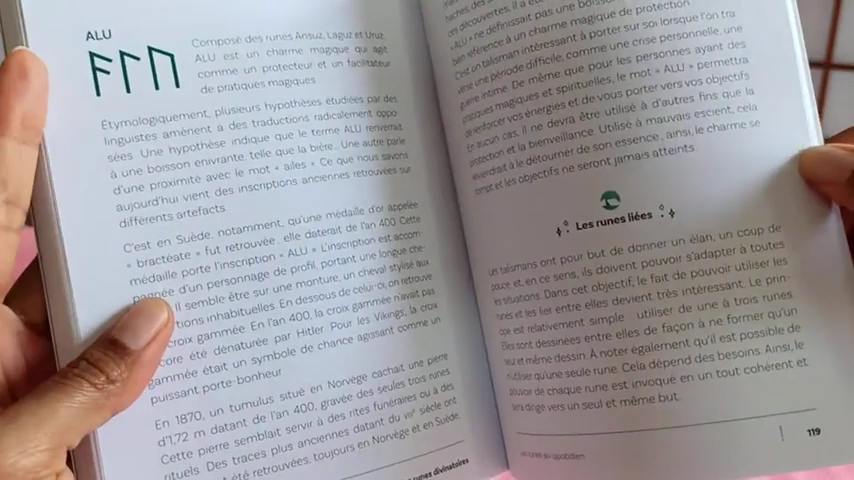 ALU
ᚨᛚᚢ
Composé des runes Ansuz, Laguz et Uruz,
ALU est un charme magique qui agit
comme un protecteur et un facilitateur
de pratiques magiques.
Étymologiquement, plusieurs hypothèses étudiées par des
linguistes amènent à des traductions radicalement oppo-
sées. Une hypothèse indique que le terme ALU renverrait
à une boisson enivrante, telle que la bière. Une autre parle
d'une proximité avec le mot « ailes ». Ce que nous savons
aujourd'hui vient des inscriptions anciennes retrouvées sur
différents artefacts.
C'est en Suède, notamment, qu'une médaille d'or appelée
« bractéate » fut retrouvée ; elle daterait de l'an 400. Cette
médaille porte l'inscription « ALU ». L'inscription est accom-
pagnée d'un personnage de profil, portant une longue che-
Il semble être sur une monture, un cheval stylisé aux
tions inhabituelles. En dessous de celui-ci, on retrouve
croix gammée. En l'an 400, la croix gammée n'avait pas
core été dénaturée par Hitler. Pour les Vikings, la croix
gammée était un symbole de chance agissant comme un
puissant porte-bonheur.
En 1870, un tumulus situé en Norvège cachait une pierre
d'1,72 m datant de l'an 400, gravée des seules trois runes.
Cette pierre semblait servir à des rites funéraires ou à des
rituels. Des traces plus anciennes datant du VIIIe siècle ont
été retrouvées, toujours en Norvège et en Suède.
runes divinatoires
découvertes, il a é
« ALU » ne définissait pas une boisson
bien référence à un charme magique de protection.
C'est un talisman intéressant à porter sur soi lorsque l'on tra-
verse une période difficile, comme une crise personnelle, une
guerre intime. De même que pour les personnes ayant des
pratiques magiques et spirituelles, le mot « ALU » permettra
de renforcer vos énergies et de vous porter vers vos objectifs.
En aucun cas, il ne devra être utilisé à d'autres fins que la
protection et la bienveillance. Utilisé à mauvais escient, cela
reviendrait à le détourner de son essence ; ainsi, le charme se
rompt et les objectifs ne seront jamais atteints.
Les runes liées
Les talismans ont pour but de donner un élan, un coup de
pouce et, en ce sens, ils doivent pouvoir s'adapter à toutes
les situations. Dans cet objectif, le fait de pouvoir utiliser les
runes et les lier entre elles devient très intéressant. Le prin-
cipe est relativement simple : utiliser de une à trois runes.
Elles sont dessinées entre elles de façon à ne former qu'un
seul et même dessin. À noter également qu'il est possible de
n'utiliser qu'une seule rune. Cela dépend des besoins. Ainsi, le
pouvoir de chaque rune est invoqué en un tout cohérent et
sera dirigé vers un seul et même but.
Les runes au quotidien
119